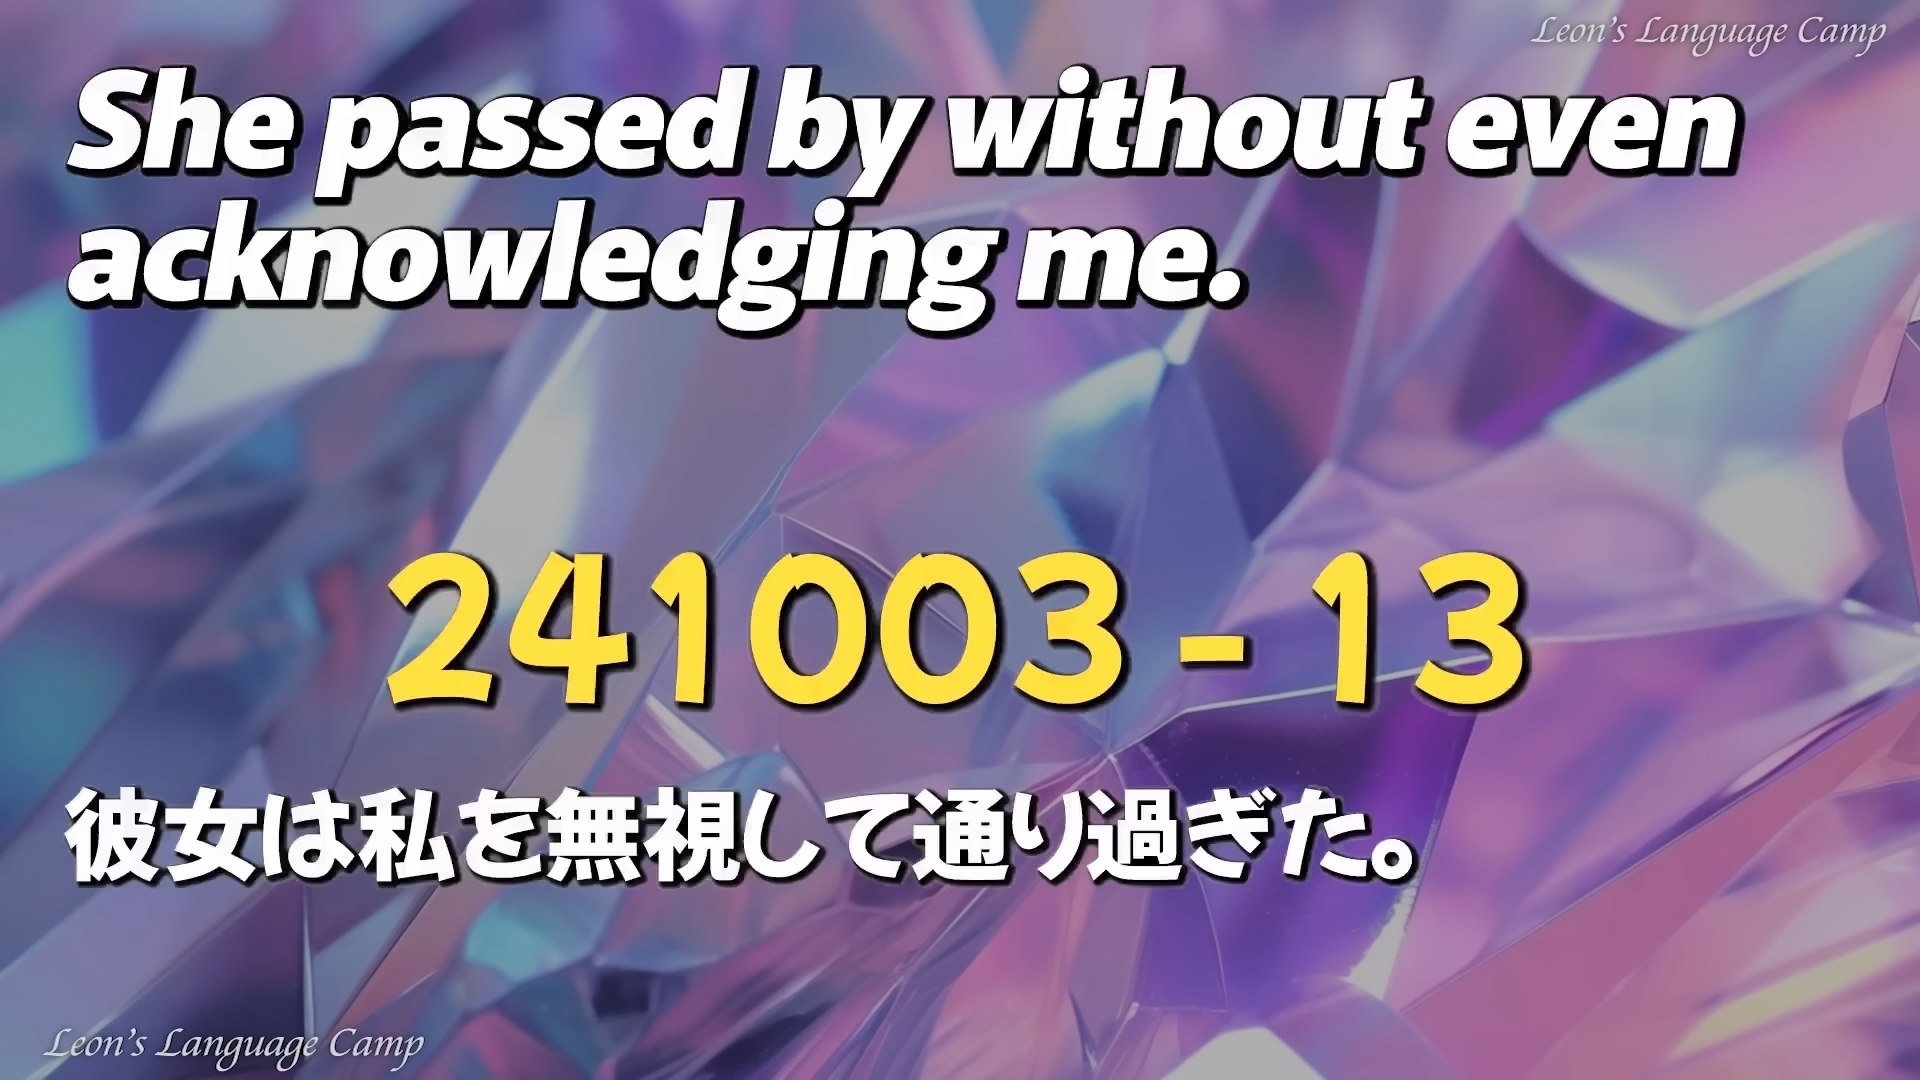 Leon's Language Camp
She passed by without even
acknowledging me.
241003 - 13
彼女は私を無視して通り過ぎた。
Leon's Language Camp